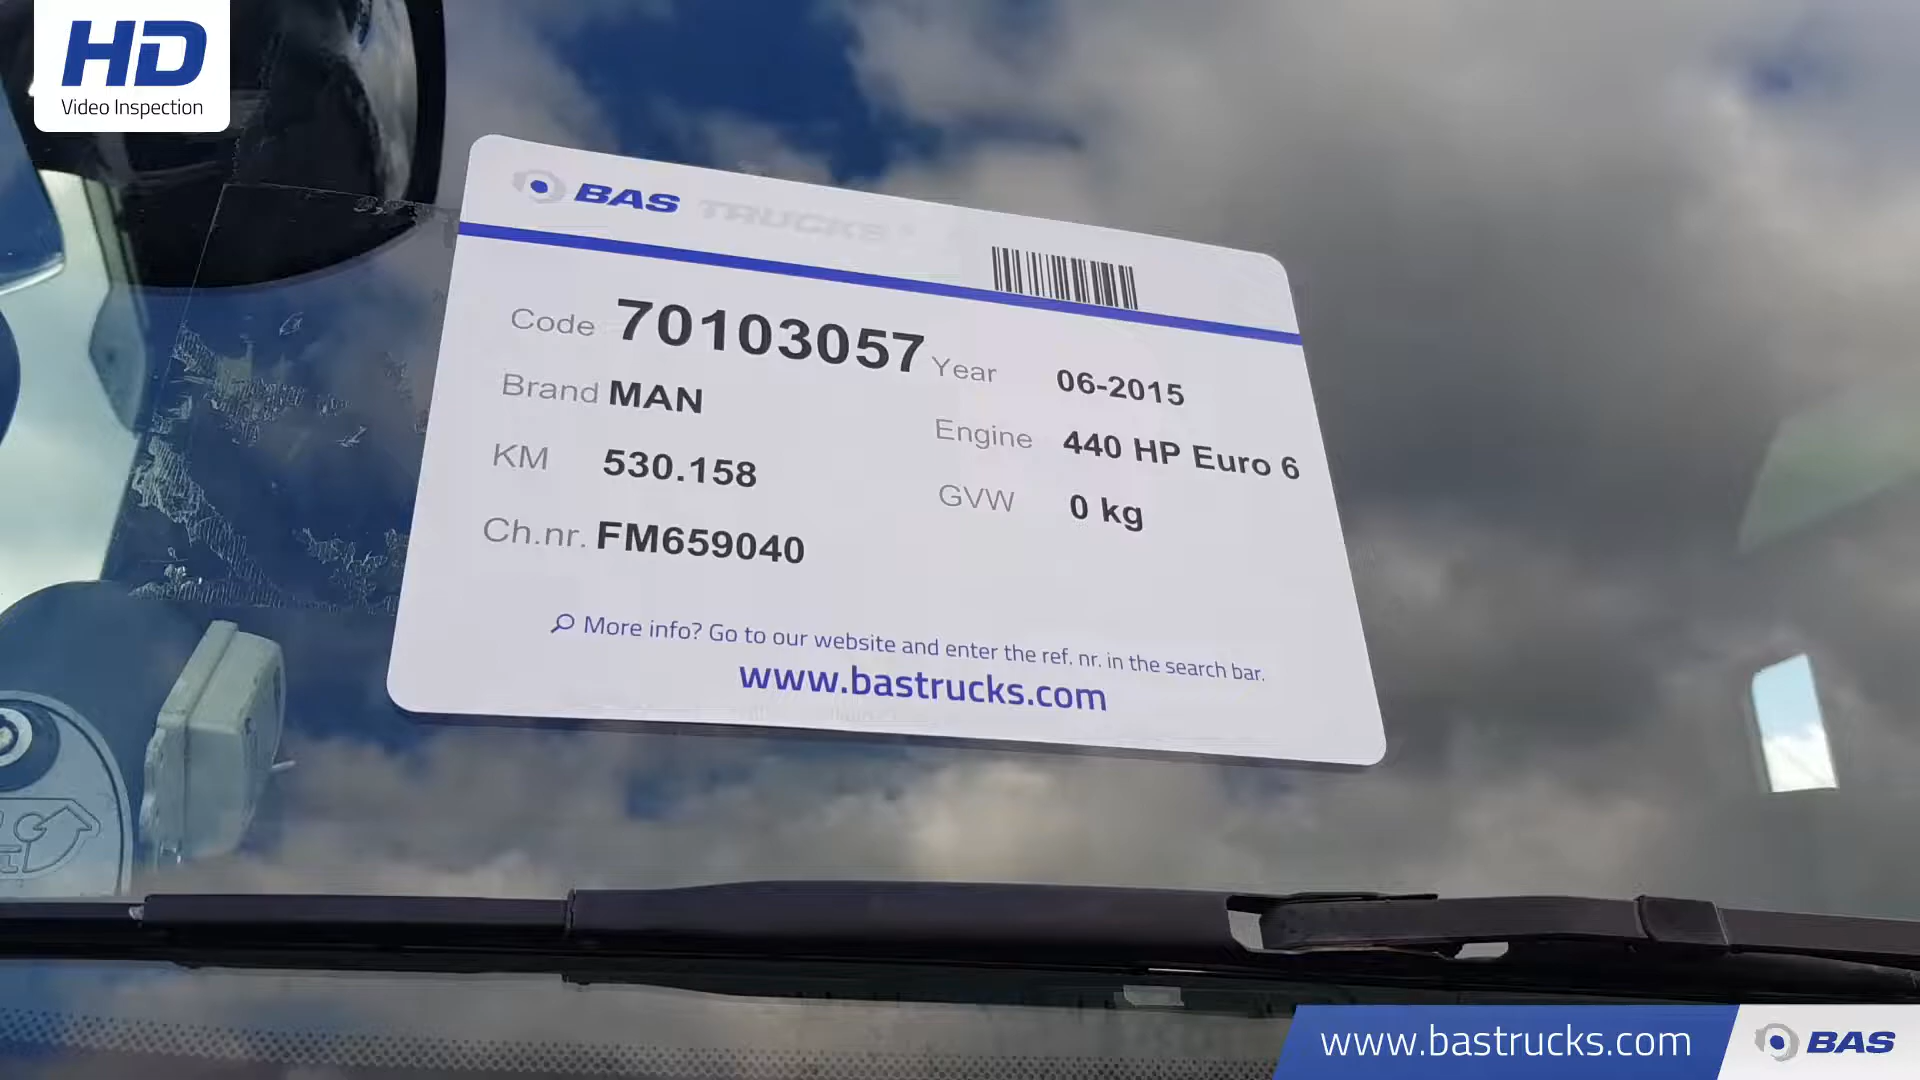 HD
Video Inspection
BAS TRUCKS
Code 70103057
Year 06-2015
Brand MAN
Engine 440 HP Euro 6
KM 530.158
GVW 0 kg
Ch.nr. FM659040
More info? Go to our website and enter the ref. nr. in the search bar.
www.bastrucks.com
www.bastrucks.com
BAS